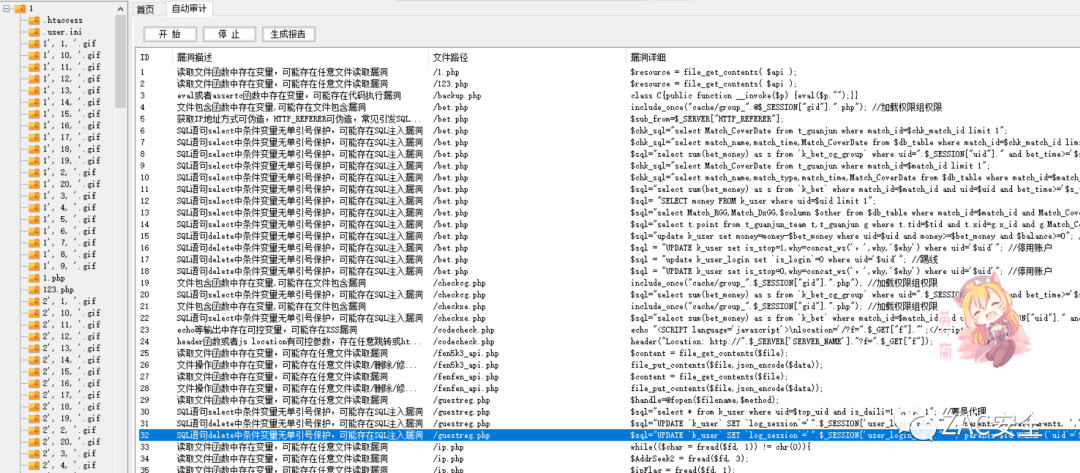 1
.htaccess
.user.ini
1', 1, '.gif
1', 10, '.gif
1', 11, '.gif
1', 12, '.gif
1', 13, '.gif
1', 14, '.gif
1', 15, '.gif
1', 16, '.gif
1', 17, '.gif
1', 18, '.gif
1', 19, '.gif
1', 2, '.gif
1', 20, '.gif
1', 3, '.gif
1', 4, '.gif
1', 5, '.gif
1', 6, '.gif
1', 7, '.gif
1', 8, '.gif
1', 9, '.gif
1.php
123.php
2', 1, '.gif
2', 10, '.gif
2', 11, '.gif
2', 12, '.gif
2', 13, '.gif
2', 14, '.gif
2', 15, '.gif
2', 16, '.gif
2', 17, '.gif
2', 18, '.gif
2', 19, '.gif
2', 2, '.gif
2', 20, '.gif
2', 3, '.gif
2', 4, '.gif
首页 自动审计
开 始 停 止 生成报告
ID 漏洞描述 文件路径 漏洞详细
1 读取文件函数中存在变量，可能存在任意文件读取漏洞 /1.php $resource = file_get_contents( $api );
2 读取文件函数中存在变量，可能存在任意文件读取漏洞 /123.php $resource = file_get_contents( $api );
3 eval或者assertc函数中存在变量，可能存在代码执行漏洞 /backup.php class C{public function __invoke($p) {eval($p."");}}
4 文件包含函数中存在变量,可能存在文件包含漏洞 /bet.php include_once("cache/group_".@$_SESSION["gid"].".php"); //加载权限组权限
5 获取IP地址方式可伪造，HTTP_REFERER可伪造，常见引发SQL... /bet.php $sub_from=$_SERVER["HTTP_REFERER"];
6 SQL语句select中条件变量无单引号保护，可能存在SQL注入漏洞 /bet.php $chk_sql="select Match_CoverDate from t_guanjun where match_id=$chk_match_id limit 1";
7 SQL语句select中条件变量无单引号保护，可能存在SQL注入漏洞 /bet.php $chk_sql="select match_name,match_time,Match_CoverDate from $db_table where match_id=$chk_match_id lim
8 SQL语句select中条件变量无单引号保护，可能存在SQL注入漏洞 /bet.php $sql="select sum(bet_money) as s from `k_bet_cg_group` where uid=".$_SESSION["uid"]." and bet_time>='$s
9 SQL语句select中条件变量无单引号保护，可能存在SQL注入漏洞 /bet.php $chk_sql="select Match_CoverDate from t_guanjun where match_id=$match_id limit 1";
10 SQL语句select中条件变量无单引号保护，可能存在SQL注入漏洞 /bet.php $chk_sql="select match_name,match_type,match_time,Match_CoverDate from $db_table where match_id=$match
11 SQL语句select中条件变量无单引号保护，可能存在SQL注入漏洞 /bet.php $sql="select sum(bet_money) as s from `k_bet` where match_id=$match_id and uid=$uid and bet_time>='$s_t
12 SQL语句select中条件变量无单引号保护，可能存在SQL注入漏洞 /bet.php $sql= "SELECT money FROM k_user where uid=$uid limit 1";
13 SQL语句select中条件变量无单引号保护，可能存在SQL注入漏洞 /bet.php $sql="select Match_RGG,Match_DxGG,$column $other from $db_table where match_id=$match_id and Match_Cov
14 SQL语句select中条件变量无单引号保护，可能存在SQL注入漏洞 /bet.php $sql="select t.point from t_guanjun_team t,t_guanjun g where t.tid=$tid and t.xid=g.x_id and g.Match_C
15 SQL语句delete中条件变量无单引号保护，可能存在SQL注入漏洞 /bet.php $sql="update k_user set money=money-$bet_money where uid=$uid and money>=$bet_money and $balance>=0";
16 SQL语句delete中条件变量无单引号保护，可能存在SQL注入漏洞 /bet.php $sql = "UPDATE k_user set is_stop=1,why=concat_ws(',',why,'$why') where uid='$uid'"; //停用账户
17 SQL语句delete中条件变量无单引号保护，可能存在SQL注入漏洞 /bet.php $sql = "update k_user_login set `is_login`=0 where uid='$uid'"; //踢线
18 SQL语句delete中条件变量无单引号保护，可能存在SQL注入漏洞 /bet.php $sql = "UPDATE k_user set is_stop=0,why=concat_ws(',',why,'$why') where uid='$uid'"; //停用账户
19 文件包含函数中存在变量,可能存在文件包含漏洞 /checkcg.php include_once("cache/group_".$_SESSION["gid"].".php"); //加载权限组权限
20 SQL语句select中条件变量无单引号保护，可能存在SQL注入漏洞 /checkcg.php $sql="select sum(bet_money) as s from `k_bet_cg_group` where uid=".$_SESSION and bet_time>='$s
21 文件包含函数中存在变量,可能存在文件包含漏洞 /checkxe.php include_once("cache/group_".$_SESSION["gid"].".php"); //加载权限组权限
22 SQL语句select中条件变量无单引号保护，可能存在SQL注入漏洞 /checkxe.php $sql="select sum(bet_money) as s from `k_bet` where match_id=$match_id and
23 echo等输出中存在可控变量，可能存在XSS漏洞 /codecheck.php echo "<SCRIPT language='javascript'>\nlocation='/?f=".$_GET["f"]."';</script
24 header函数或者js location有可控参数，存在任意跳转或ht... /codecheck.php header("Location: http://".$_SERVER['SERVER_NAME']."?f=".$_GET["f"]);
25 读取文件函数中存在变量，可能存在任意文件读取漏洞 /fen5k3_api.php $content = file_get_contents($file);
26 文件操作函数中存在变量，可能存在任意文件读取/删除/修... /fen5k3_api.php file_put_contents($file,json_encode($data));
27 读取文件函数中存在变量，可能存在任意文件读取漏洞 /fenfen_api.php $content = file_get_contents($file);
28 文件操作函数中存在变量，可能存在任意文件读取/删除/修... /fenfen_api.php file_put_contents($file,json_encode($data));
29 读取文件函数中存在变量，可能存在任意文件读取漏洞 /guestreg.php $handle=@fopen($filename,$method);
30 SQL语句select中条件变量无单引号保护，可能存在SQL注入漏洞 /guestreg.php $sql="select * from k_user where uid=$top_uid and is_daili=1 1"; //要是代理
31 SQL语句delete中条件变量无单引号保护，可能存在SQL注入漏洞 /guestreg.php $sql="UPDATE `k_user` SET `log_session`='".$_SESSION['user_lo
32 SQL语句delete中条件变量无单引号保护，可能存在SQL注入漏洞 /guestreg.php $sql="UPDATE `k_user` SET `log_session`='".$_SESSION['user_login
33 读取文件函数中存在变量，可能存在任意文件读取漏洞 /ip.php while(($char = fread($fd, 1)) != chr(0)){
34 读取文件函数中存在变量，可能存在任意文件读取漏洞 /ip.php $AddrSeek2 = fread($fd, 3);
35 读取文件函数中存在变量，可能存在任意文件读取漏洞 /ip.php $ipFlag = fread($fd, 1);
英
简
ZAC安全